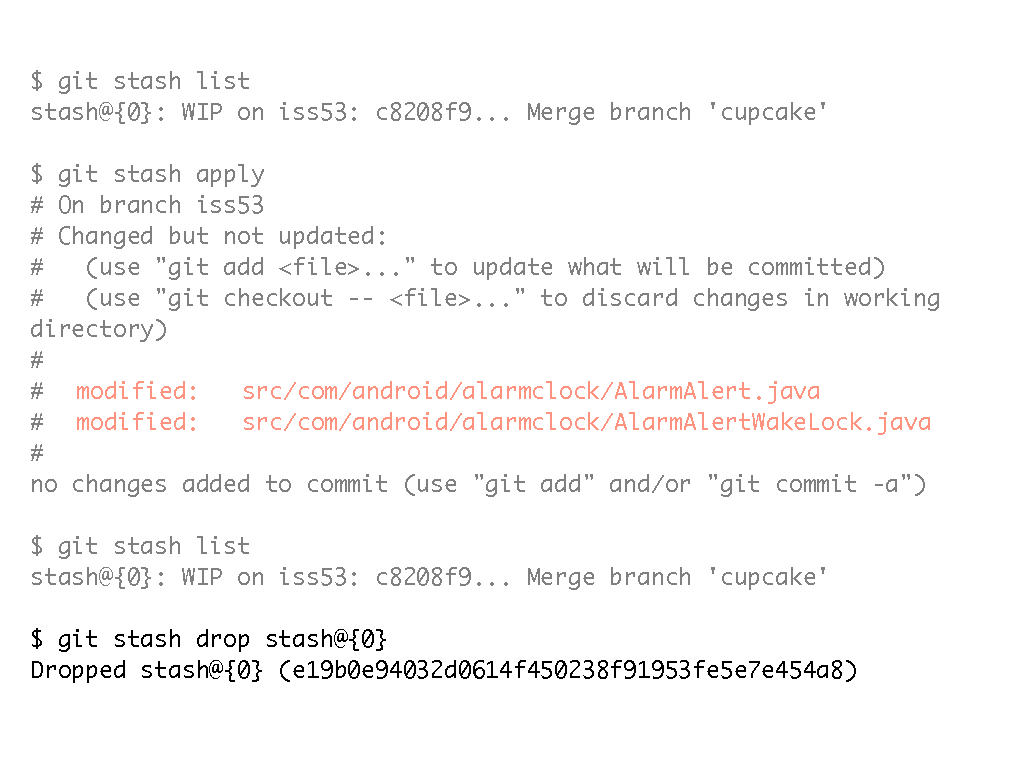 $ git stash list
stash@{0}: WIP on iss53: c8208f9... Merge branch 'cupcake'
$ git stash apply
# On branch iss53
# Changed but not updated:
#   (use "git add <file>..." to update what will be committed)
#   (use "git checkout -- <file>..." to discard changes in working
directory)
#
#  modified:   src/com/android/alarmclock/AlarmAlert.java
#  modified:   src/com/android/alarmclock/AlarmAlertWakeLock.java
#
no changes added to commit (use "git add" and/or "git commit -a")
$ git stash list
stash@{0}: WIP on iss53: c8208f9... Merge branch 'cupcake'
$ git stash drop stash@{0}
Dropped stash@{0} (e19b0e94032d0614f450238f91953fe5e7e454a8)